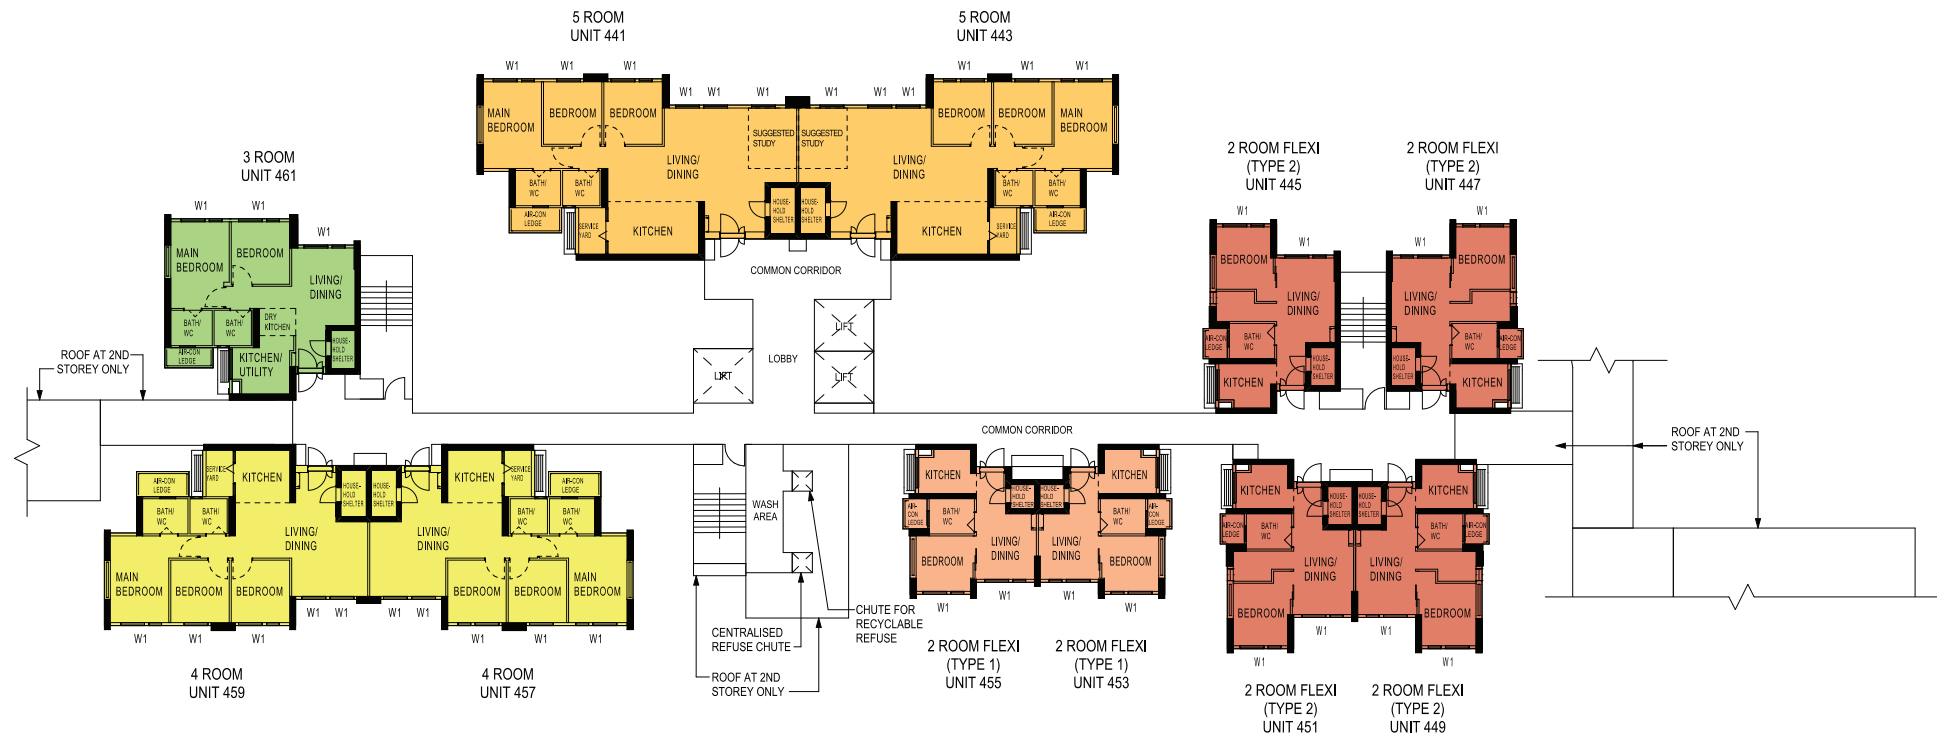 5 ROOM
UNIT 441
5 ROOM
UNIT 443
W1
W1
W1
W1
W1
W1
W1
W1
W1
W1
W1
W1
MAIN
BEDROOM
BEDROOM
BEDROOM
SUGGESTED
STUDY
SUGGESTED
STUDY
BEDROOM
BEDROOM
MAIN
BEDROOM
LIVING/
DINING
LIVING/
DINING
BATH/
WC
BATH/
WC
BATH/
WC
BATH/
WC
AIR-CON
LEDGE
SERVICE
YARD
KITCHEN
HOUSE-
HOLD
SHELTER
HOUSE-
HOLD
SHELTER
KITCHEN
SERVICE
YARD
AIR-CON
LEDGE
COMMON CORRIDOR
3 ROOM
UNIT 461
W1
W1
W1
MAIN
BEDROOM
BEDROOM
LIVING/
DINING
BATH/
WC
BATH/
WC
DRY
KITCHEN
AIR-CON
LEDGE
KITCHEN/
UTILITY
HOUSE-
HOLD
SHELTER
ROOF AT 2ND
STOREY ONLY
LIFT
LOBBY
LIFT
LIFT
2 ROOM FLEXI
(TYPE 2)
UNIT 445
2 ROOM FLEXI
(TYPE 2)
UNIT 447
W1
W1
W1
W1
BEDROOM
LIVING/
DINING
AIR-CON
LEDGE
BATH/
WC
HOUSE-
HOLD
SHELTER
KITCHEN
BEDROOM
LIVING/
DINING
BATH/
WC
AIR-CON
LEDGE
HOUSE-
HOLD
SHELTER
KITCHEN
COMMON CORRIDOR
ROOF AT 2ND
STOREY ONLY
SERVICE
YARD
KITCHEN
AIR-CON
LEDGE
HOUSE-
HOLD
SHELTER
HOUSE-
HOLD
SHELTER
KITCHEN
SERVICE
YARD
AIR-CON
LEDGE
BATH/
WC
BATH/
WC
LIVING/
DINING
LIVING/
DINING
BATH/
WC
BATH/
WC
MAIN
BEDROOM
BEDROOM
BEDROOM
BEDROOM
BEDROOM
MAIN
BEDROOM
W1
W1
W1
W1
W1
W1
W1
W1
W1
W1
4 ROOM
UNIT 459
4 ROOM
UNIT 457
WASH
AREA
CHUTE FOR
RECYCLABLE
REFUSE
CENTRALISED
REFUSE CHUTE
ROOF AT 2ND
STOREY ONLY
KITCHEN
HOUSE-
HOLD
SHELTER
HOUSE-
HOLD
SHELTER
KITCHEN
AIR-
CON
LEDGE
BATH/
WC
BATH/
WC
AIR-CON
LEDGE
BEDROOM
LIVING/
DINING
LIVING/
DINING
BEDROOM
W1
W1
W1
W1
2 ROOM FLEXI
(TYPE 1)
UNIT 455
2 ROOM FLEXI
(TYPE 1)
UNIT 453
KITCHEN
HOUSE-
HOLD
SHELTER
HOUSE-
HOLD
SHELTER
KITCHEN
AIR-CON
LEDGE
BATH/
WC
BATH/
WC
AIR-CON
LEDGE
LIVING/
DINING
LIVING/
DINING
BEDROOM
BEDROOM
W1
W1
W1
W1
2 ROOM FLEXI
(TYPE 2)
UNIT 451
2 ROOM FLEXI
(TYPE 2)
UNIT 449